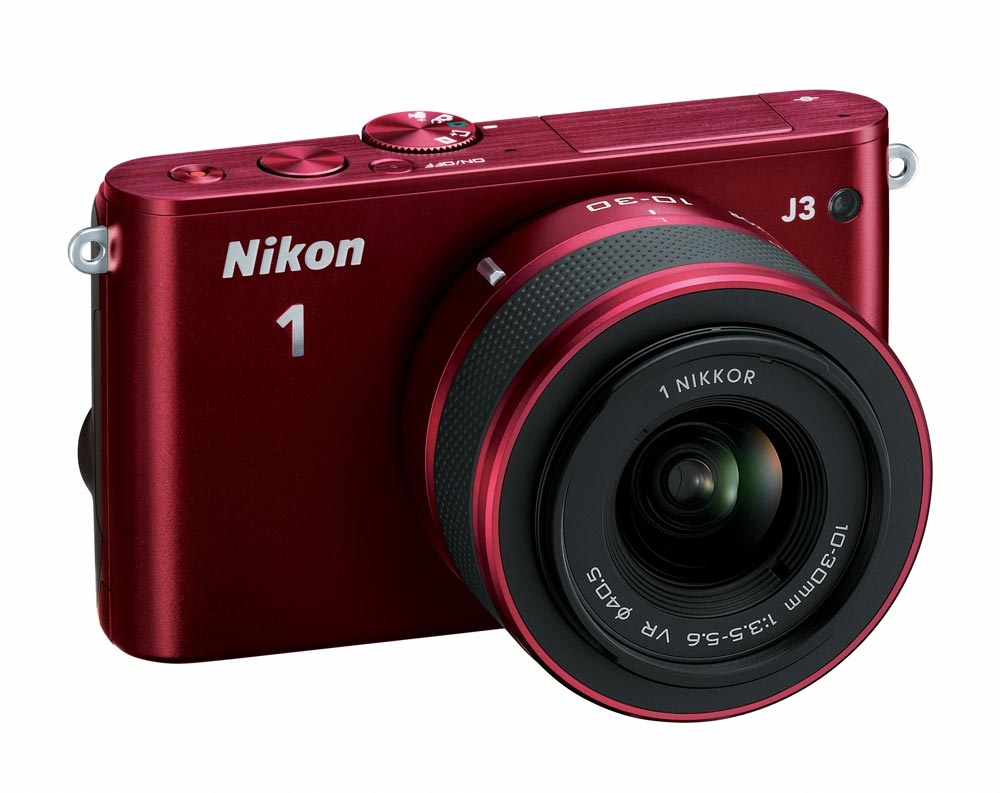 ON/OFF
10-30
J3
Nikon
1
1 NIKKOR
10-30mm 1:3.5-5.6 VR Ø40.5